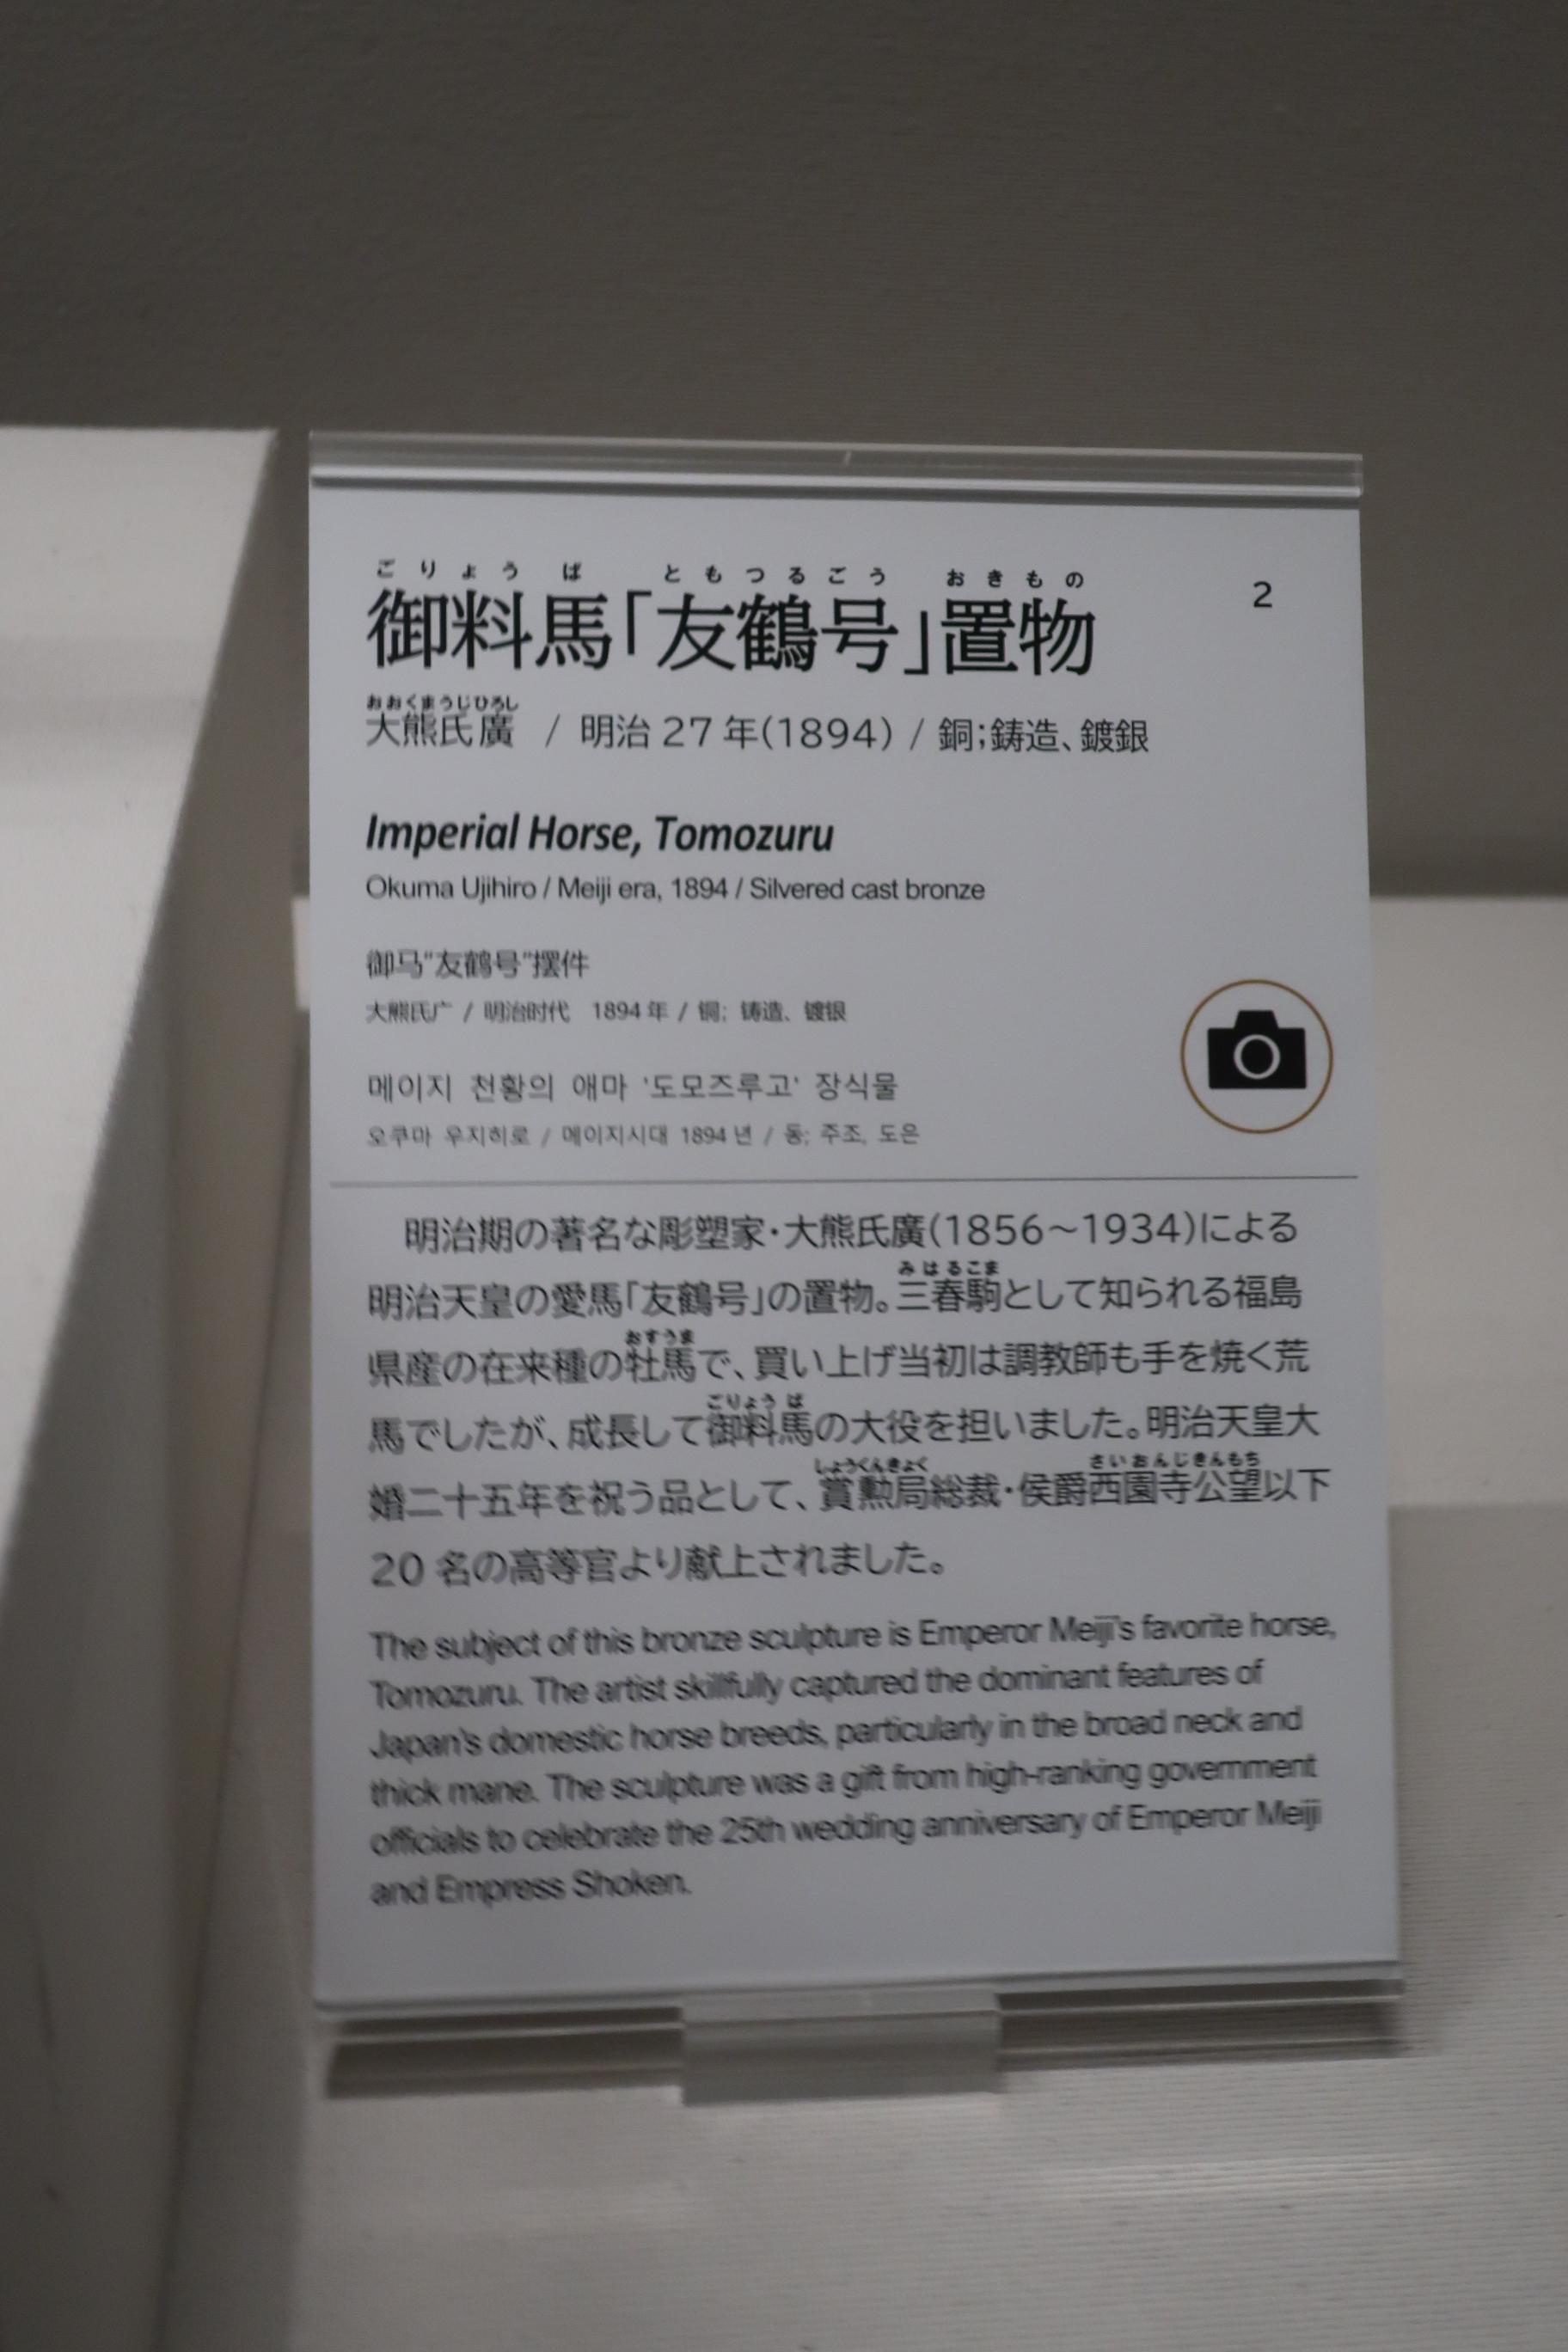 ごりょうば ともつるごう おきもの
御料馬「友鶴号」置物 2
おおくまうじひろし
大熊氏廣 / 明治 27 年(1894) / 銅;鋳造、鍍銀
Imperial Horse, Tomozuru
Okuma Ujihiro / Meiji era, 1894 / Silvered cast bronze
御马“友鹤号”摆件
大熊氏广 / 明治时代 1894 年 / 铜; 铸造、镀银
메이지 천황의 애마 '도모즈루고' 장식물
오쿠마 우지히로 / 메이지시대 1894 년 / 동; 주조, 도은
明治期の著名な彫塑家・大熊氏廣(1856～1934)による
みはるこま
明治天皇の愛馬「友鶴号」の置物。三春駒として知られる福島
おすうま
県産の在来種の牡馬で、買い上げ当初は調教師も手を焼く荒
ごりょうば
馬でしたが、成長して御料馬の大役を担いました。明治天皇大
しょうくんきょく さいおんじきんもち
婚二十五年を祝う品として、賞勲局総裁・侯爵西園寺公望以下
20 名の高等官より献上されました。
The subject of this bronze sculpture is Emperor Meiji's favorite horse,
Tomozuru. The artist skillfully captured the dominant features of
Japan's domestic horse breeds, particularly in the broad neck and
thick mane. The sculpture was a gift from high-ranking government
officials to celebrate the 25th wedding anniversary of Emperor Meiji
and Empress Shoken.